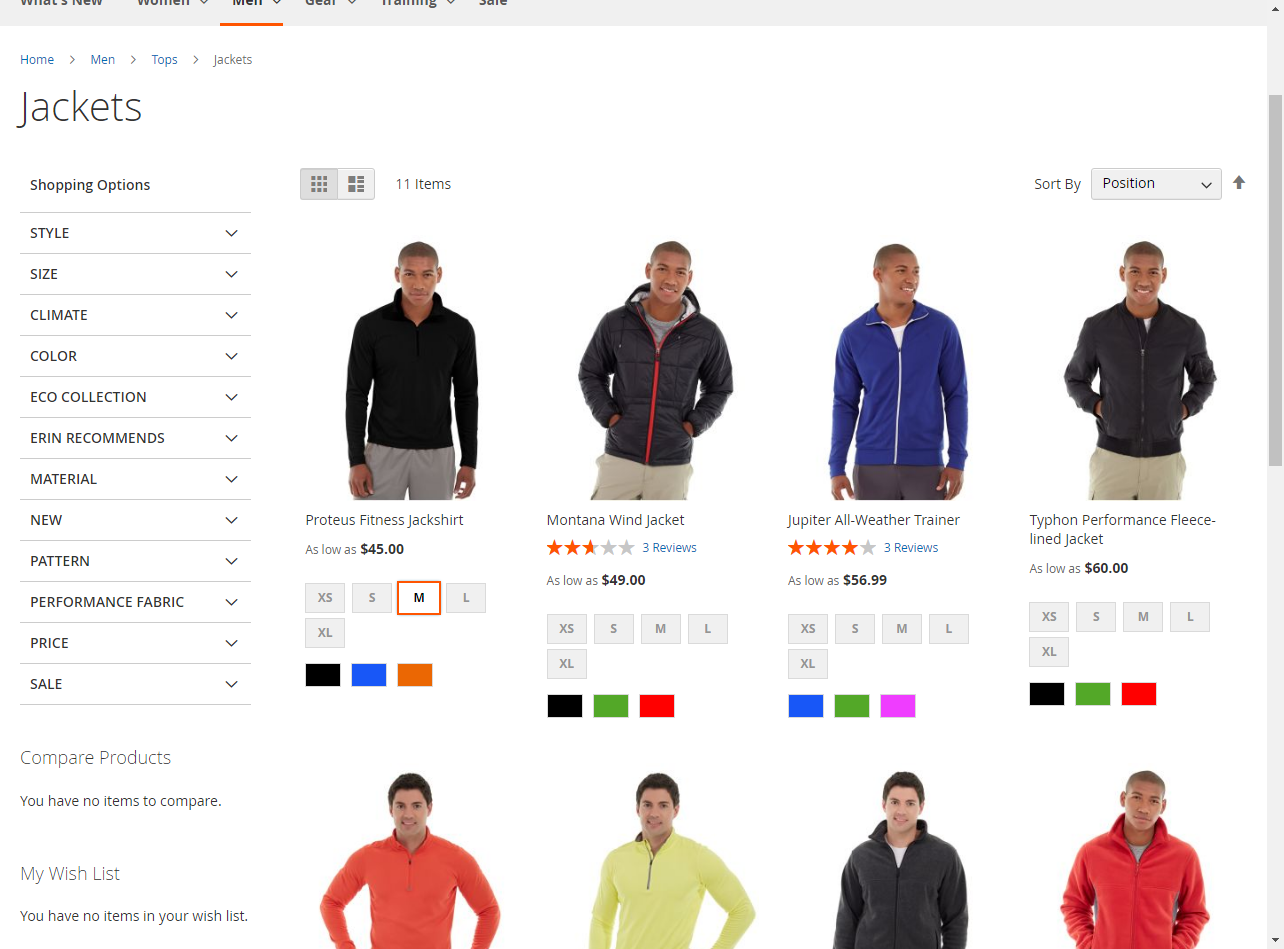 What's New Women Men Gear Training Sale
Home > Men > Tops > Jackets
Jackets
Shopping Options
11 Items
Sort By Position
STYLE
SIZE
CLIMATE
COLOR
ECO COLLECTION
ERIN RECOMMENDS
MATERIAL
NEW
PATTERN
PERFORMANCE FABRIC
PRICE
SALE
Proteus Fitness Jackshirt
As low as $45.00
XS S M L
XL
Montana Wind Jacket
3 Reviews
As low as $49.00
XS S M L
XL
Jupiter All-Weather Trainer
3 Reviews
As low as $56.99
XS S M L
XL
Typhon Performance Fleece-
lined Jacket
As low as $60.00
XS S M L
XL
Compare Products
You have no items to compare.
My Wish List
You have no items in your wish list.